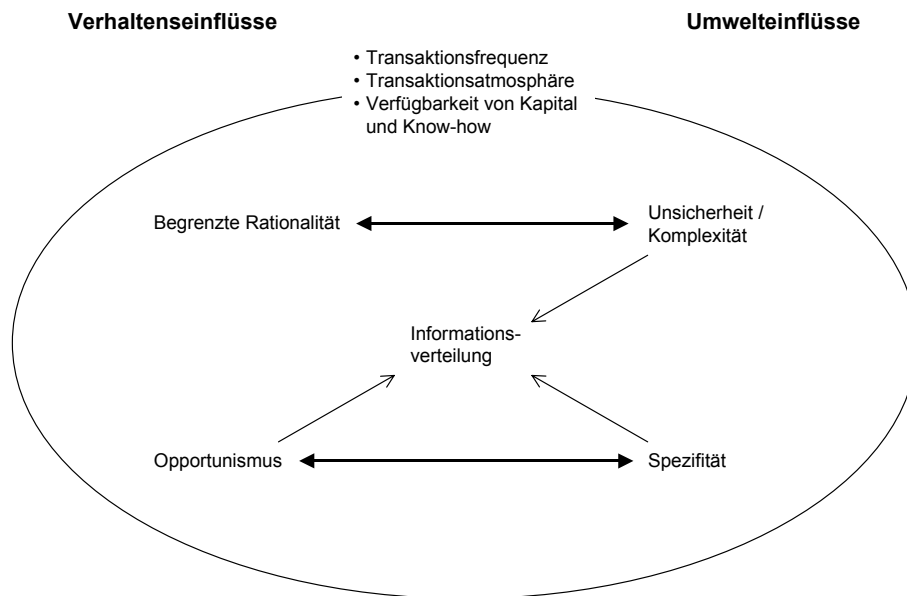 Verhaltenseinflüsse
Umwelteinflüsse
• Transaktionsfrequenz
• Transaktionsatmosphäre
• Verfügbarkeit von Kapital
und Know-how
Begrenzte Rationalität
Unsicherheit /
Komplexität
Informations-
verteilung
Opportunismus
Spezifität